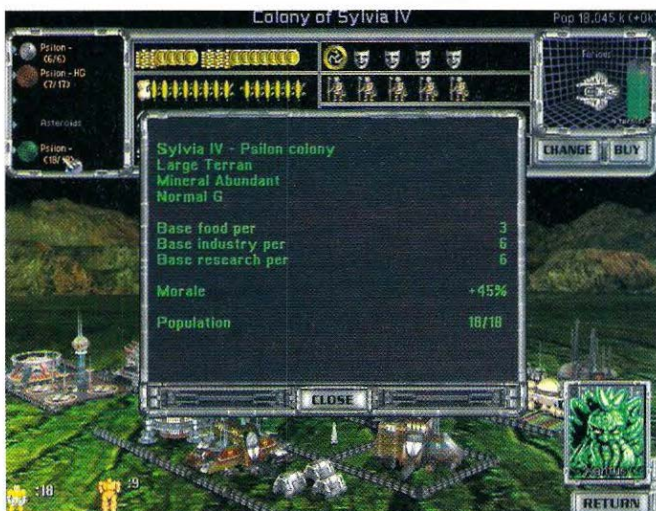 Colony of Sylvia IV
Pop 18,045 k (+0k)
Psilon -
(6/6)
Psilon - HG
(7/17)
Asteroids
Psilon -
(18/
CHANGE
BUY
Sylvia IV - Psilon colony
Large Terran
Mineral Abundant
Normal G
Base food per 3
Base industry per 6
Base research per 6
Morale +45%
Population 18/18
CLOSE
:18
:9
RETURN